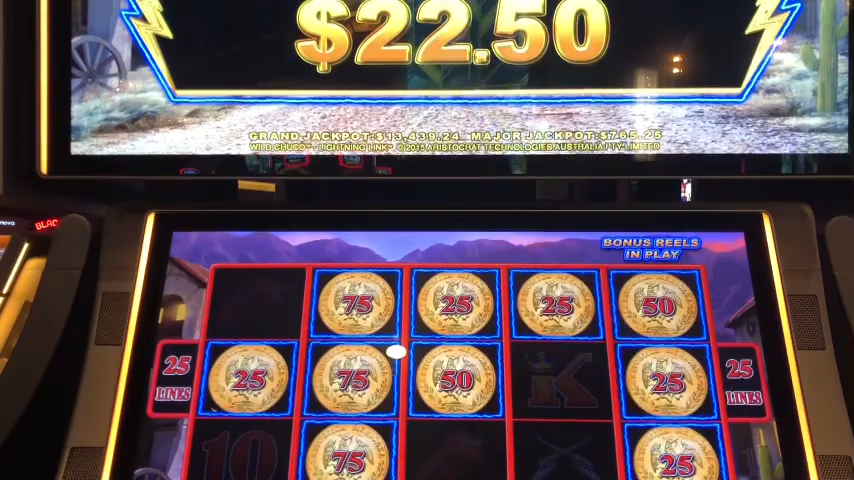 $22.50
GRAND JACKPOT:$13,439.24 MAJOR JACKPOT:$765.25
WILD CHUCO™ - LIGHTNING LINK™ ©2015 ARISTOCRAT TECHNOLOGIES AUSTRALIA PTY LIMITED
BLAC
BONUS REELS
IN PLAY
75 25 25 50
25 LINES
25 75 50 K 25
25 LINES
10 75 25